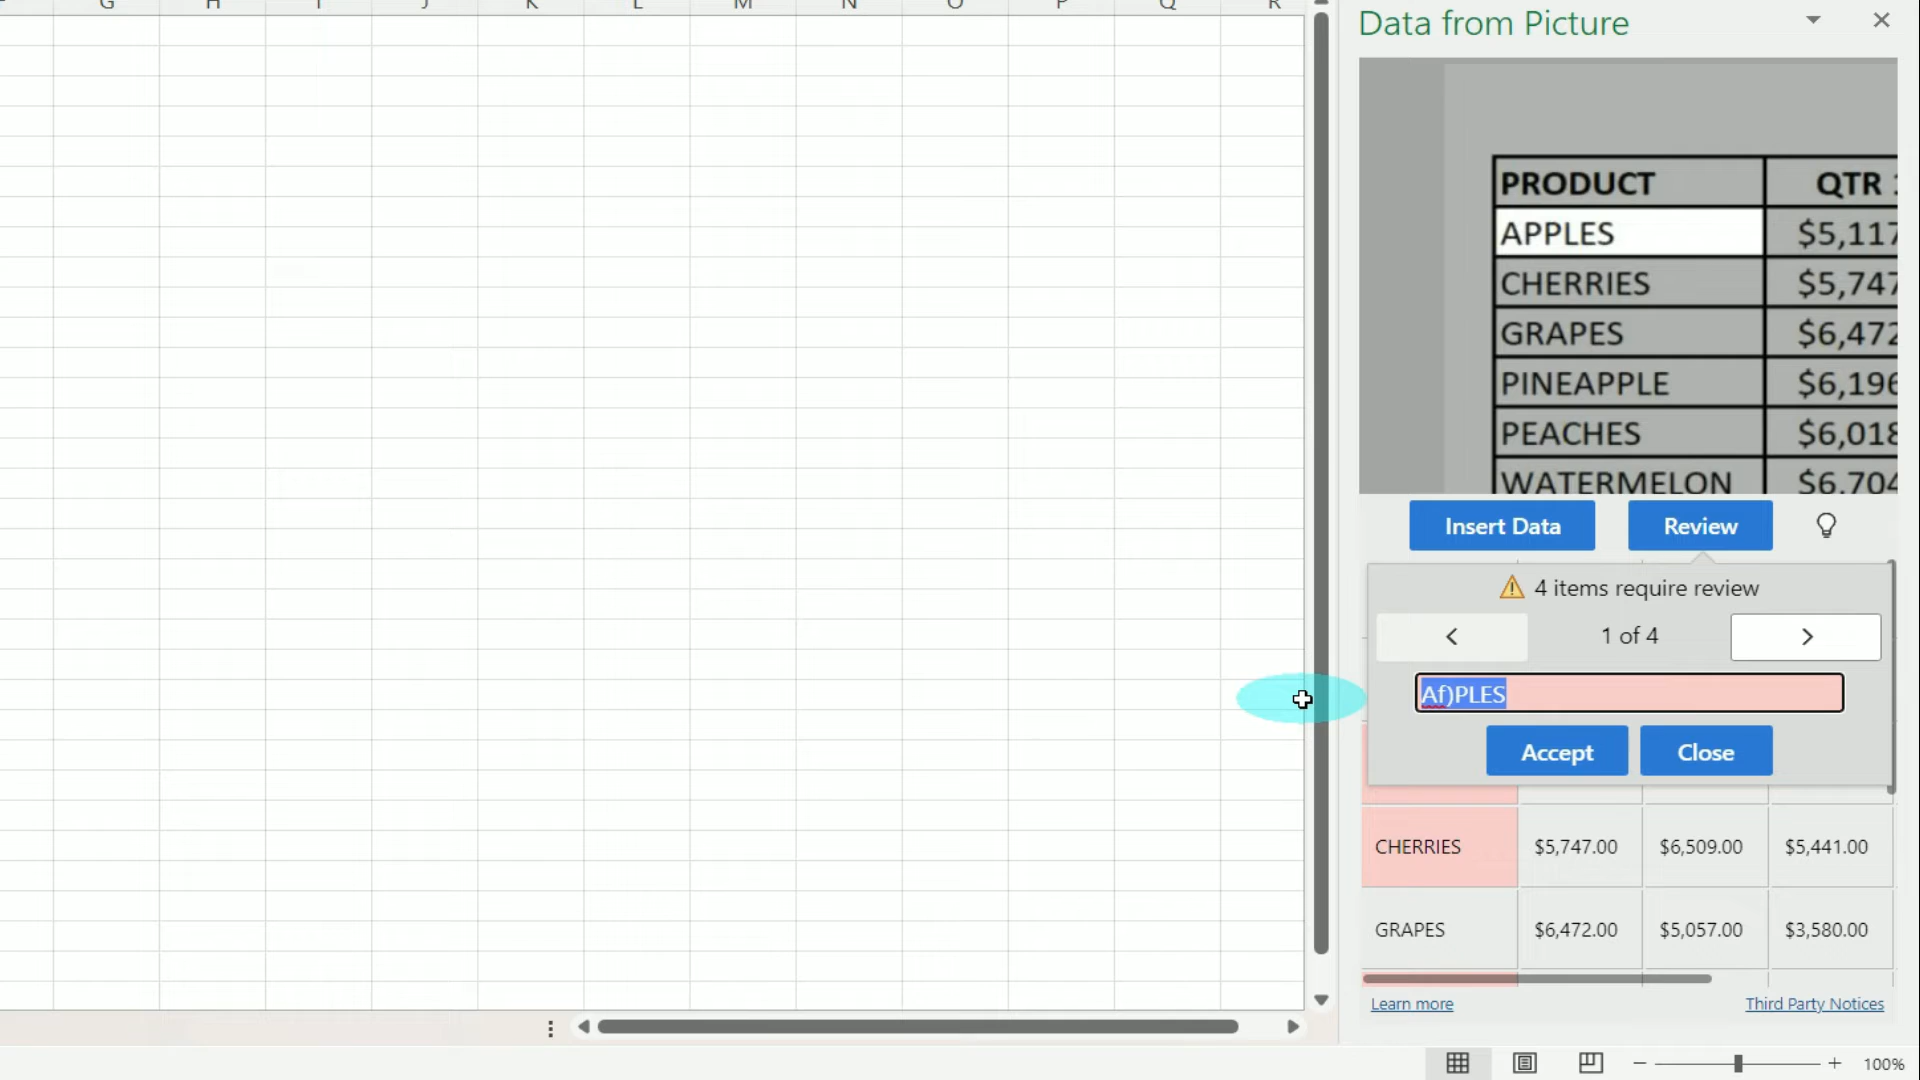 G H I J K L M N O P Q R
Data from Picture
PRODUCT QTR
APPLES $5,117
CHERRIES $5,747
GRAPES $6,472
PINEAPPLE $6,196
PEACHES $6,018
WATERMELON $6,704
Insert Data Review
4 items require review
1 of 4
Af)PLES
Accept Close
CHERRIES $5,747.00 $6,509.00 $5,441.00
GRAPES $6,472.00 $5,057.00 $3,580.00
Learn more Third Party Notices
100%